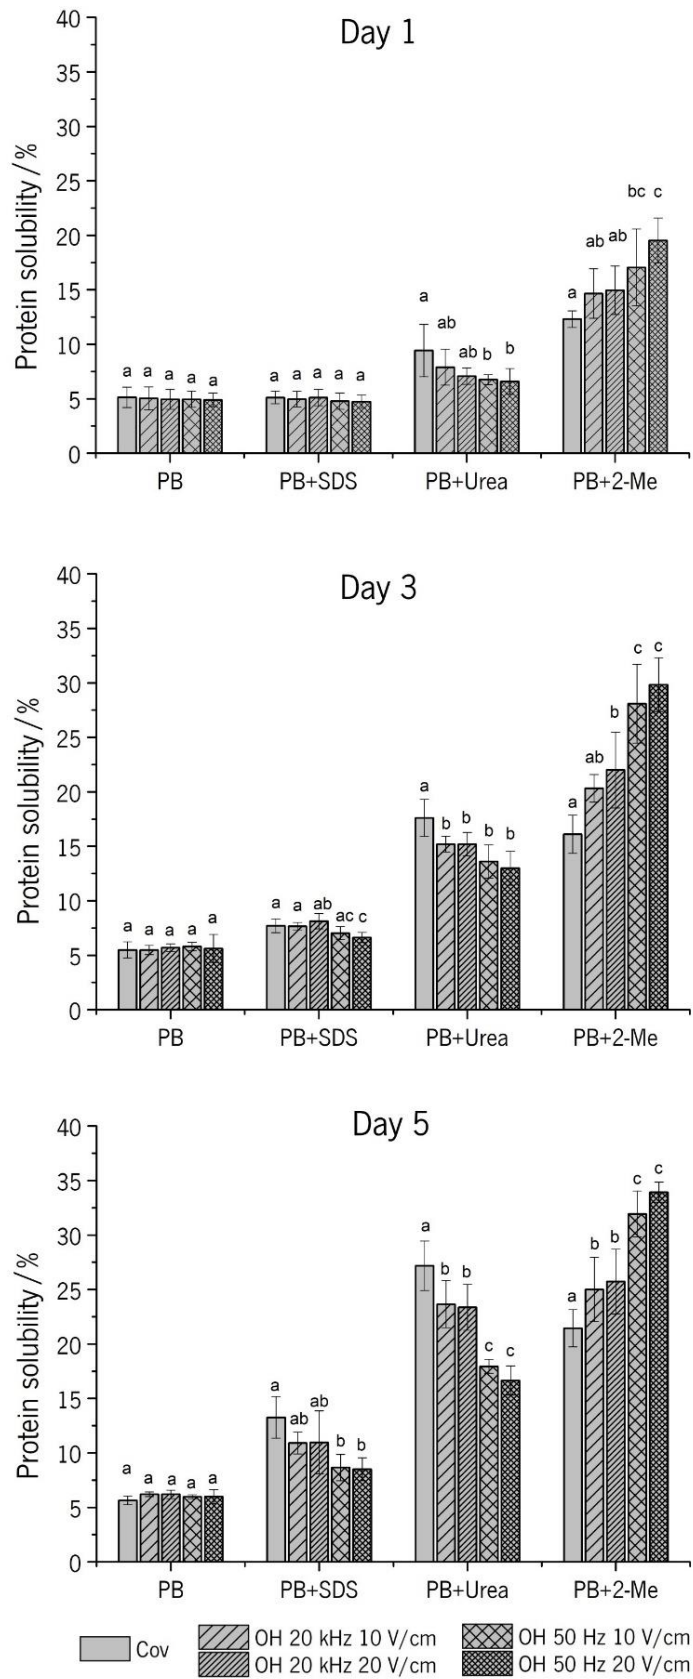 Day 1
Protein solubility/%
40
35
30
25
20
15
10
5
0
a a a a a
a a a a a
a ab ab b b
a ab ab bc c
PB PB+SDS PB+Urea PB+2-Me
Day 3
Protein solubility/%
40
35
30
25
20
15
10
5
0
a a a a a
a a ab ac c
a b b b b
a ab b c c
PB PB+SDS PB+Urea PB+2-Me
Day 5
Protein solubility/%
40
35
30
25
20
15
10
5
0
a a a a a
a ab ab b b
a b b c c
a b b c c
PB PB+SDS PB+Urea PB+2-Me
Cov
OH 20 kHz 10 V/cm
OH 20 kHz 20 V/cm
OH 50 Hz 10 V/cm
OH 50 Hz 20 V/cm